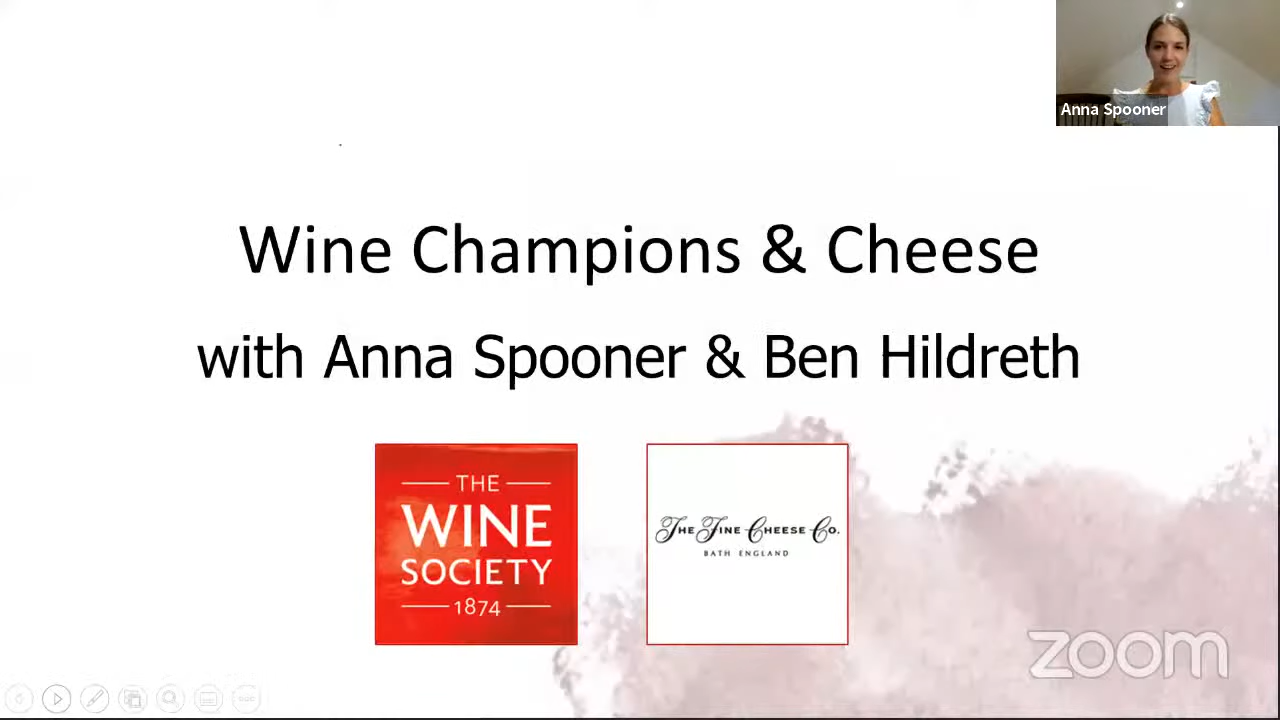 Anna Spooner
Wine Champions & Cheese
with Anna Spooner & Ben Hildreth
THE
WINE
SOCIETY
1874
THE FINE CHEESE CO.
BATH ENGLAND
zoom